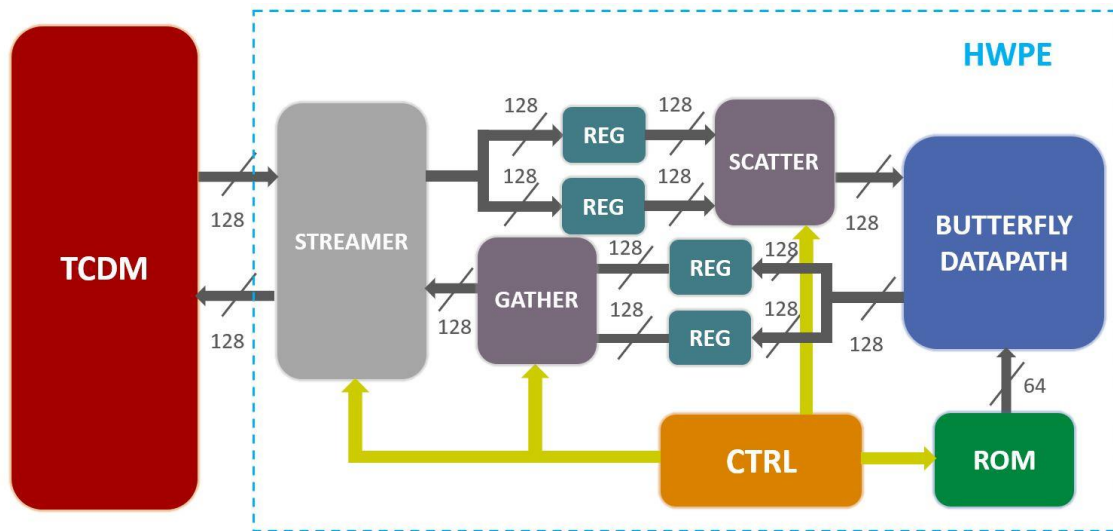 HWPE
128
128
REG
128
128
REG
SCATTER
128
128
128
BUTTERFLY
DATAPATH
STREAMER
TCDM
128
128
REG
128
128
GATHER
128
128
REG
128
128
64
CTRL
ROM